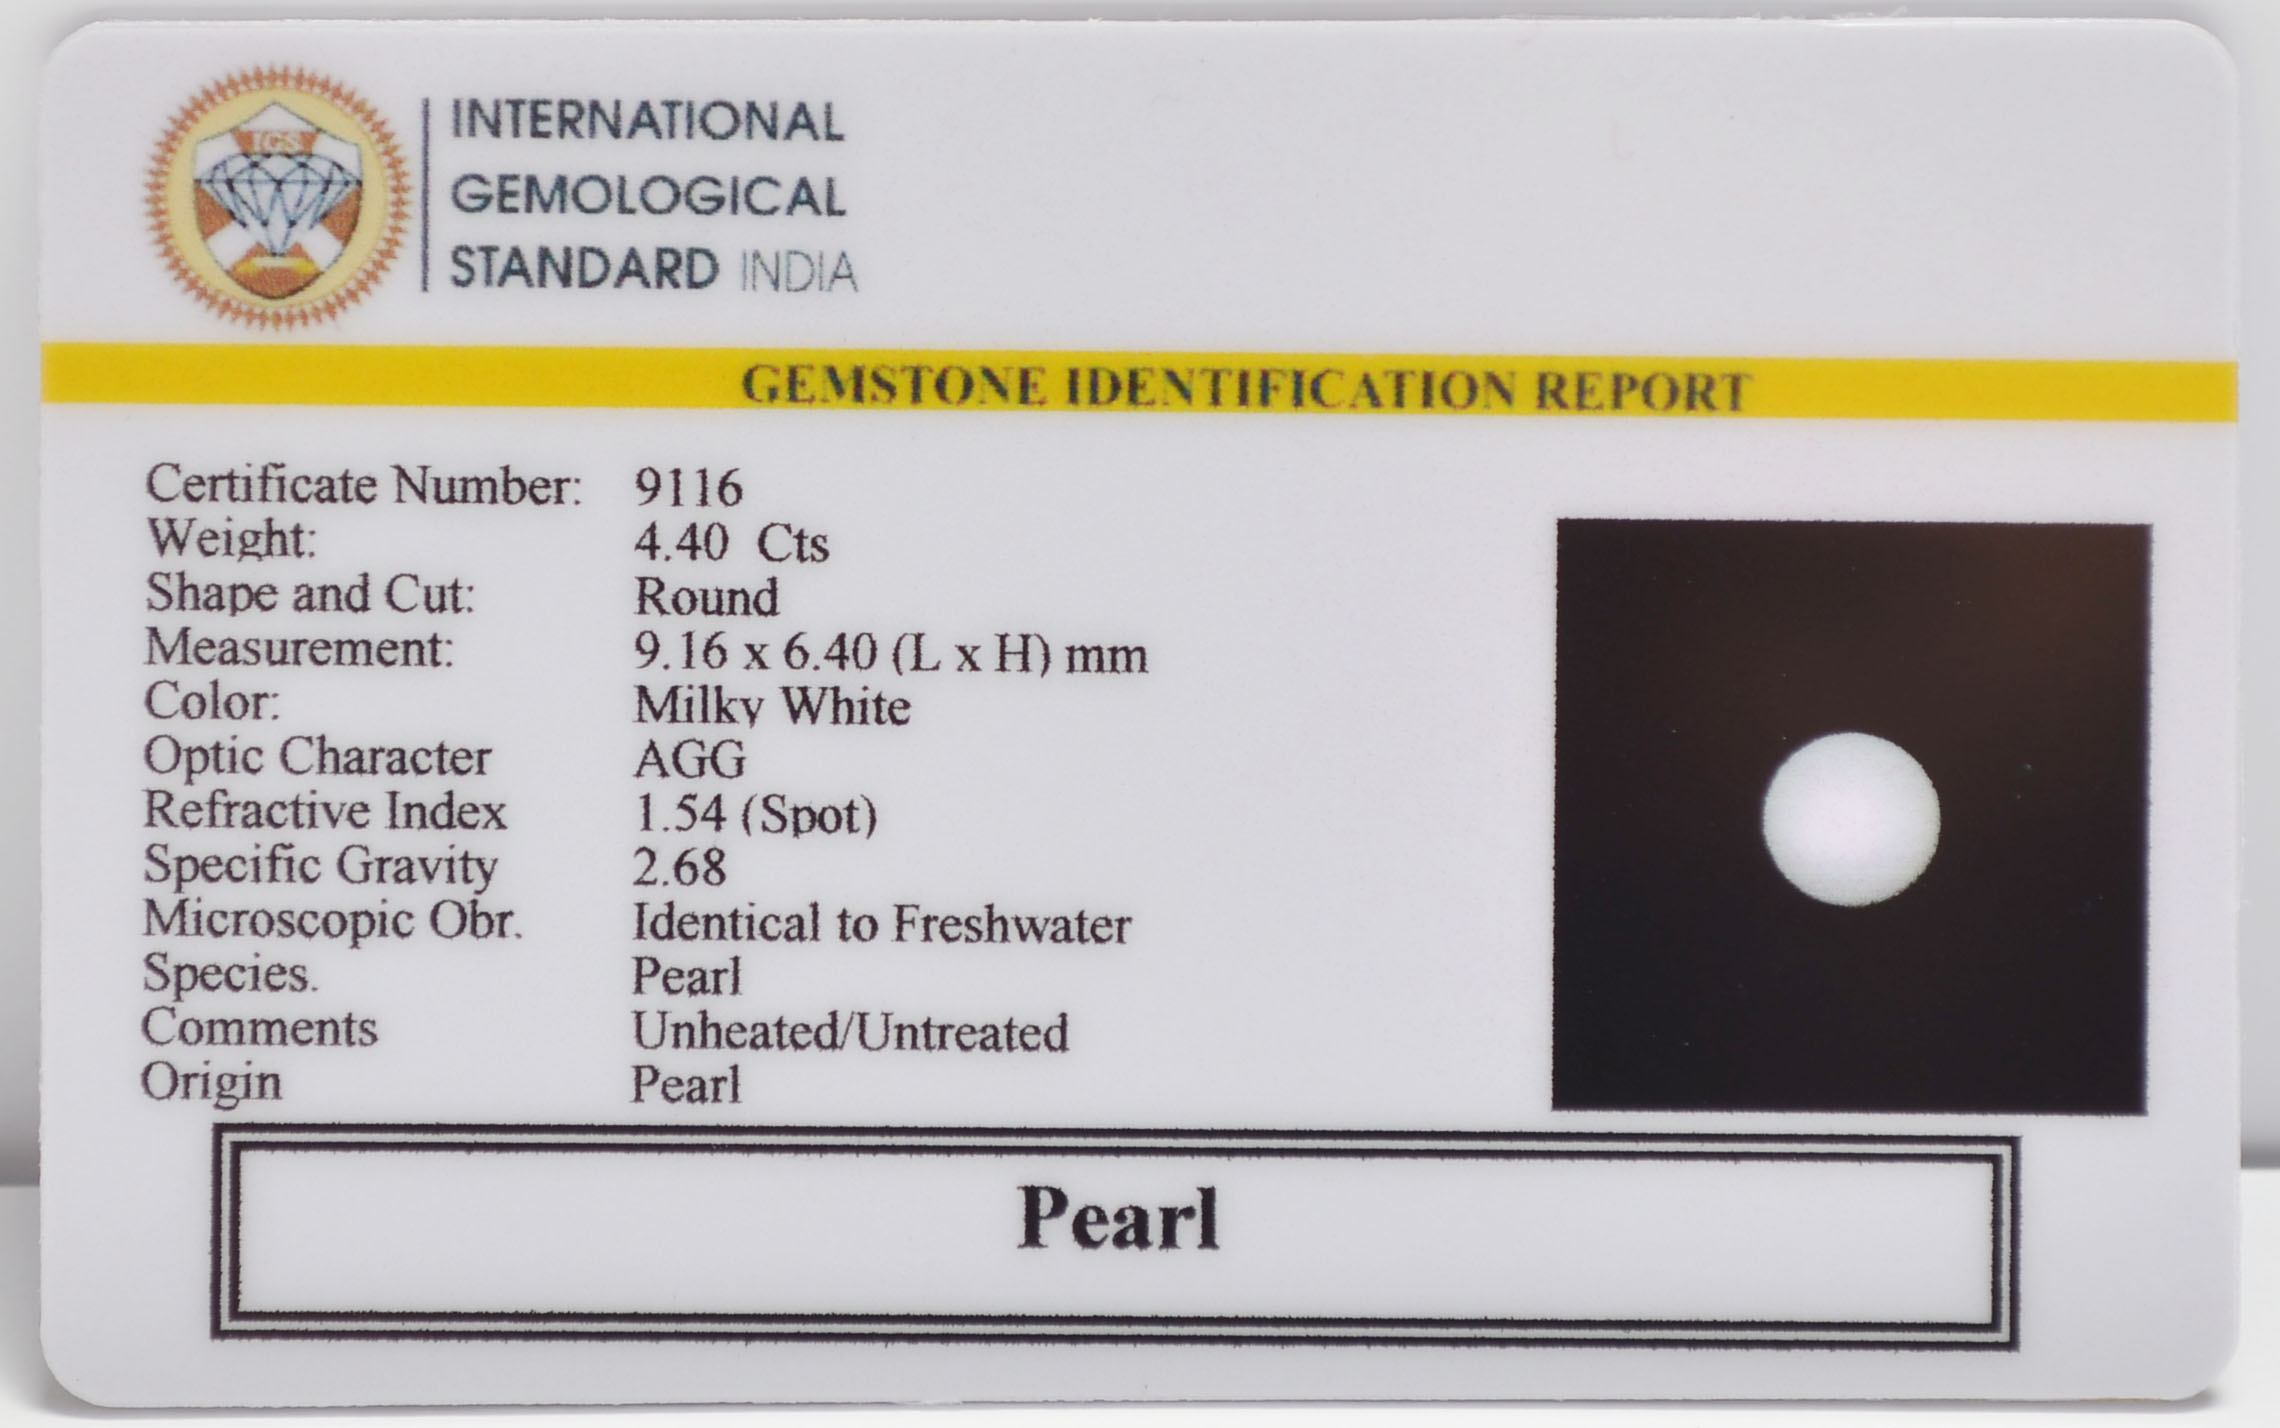 IGS
INTERNATIONAL
GEMOLOGICAL
STANDARD INDIA
GEMSTONE IDENTIFICATION REPORT
Certificate Number: 9116
Weight: 4.40 Cts
Shape and Cut: Round
Measurement: 9.16 x 6.40 (L x H) mm
Color: Milky White
Optic Character AGG
Refractive Index 1.54 (Spot)
Specific Gravity 2.68
Microscopic Obr. Identical to Freshwater
Species. Pearl
Comments Unheated/Untreated
Origin Pearl
Pearl